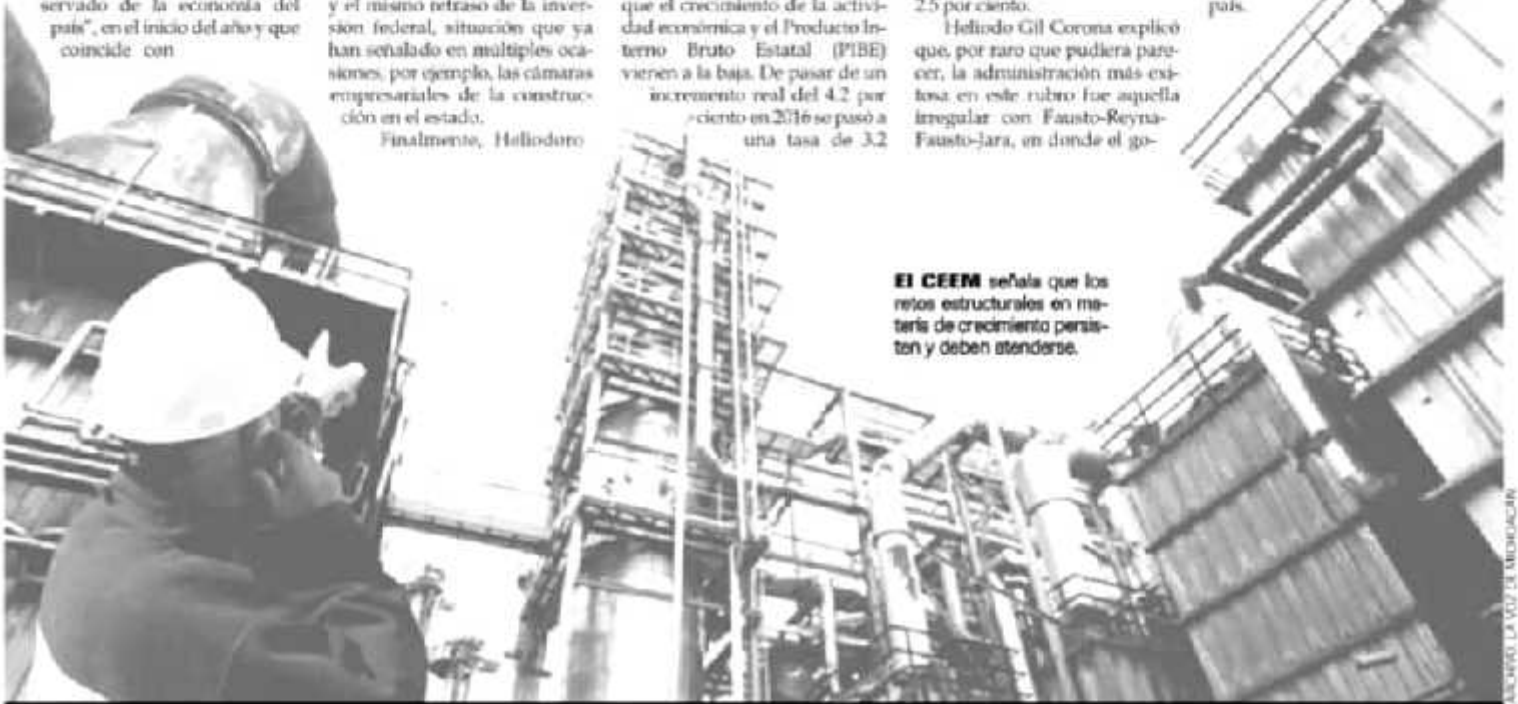 servado de la economía del
país", en el inicio del año y que
coincide con
y el mismo retraso de la inver-
sión federal, situación que ya
han señalado en múltiples oca-
siones, por ejemplo, las cámaras
empresariales de la construc-
ción en el estado.
Finalmente, Heliodoro
que el crecimiento de la activi-
dad económica y el Producto In-
terno Bruto Estatal (PIBE)
vienen a la baja. De pasar de un
incremento real del 4.2 por
ciento en 2016 se pasó a
una tasa de 3.2
2.5 por ciento.
Heliodo Gil Corona explicó
que, por raro que pudiera pare-
cer, la administración más exi-
tosa en este rubro fue aquella
irregular con Fausto-Reyna-
Fausto-Jara, en donde el go-
país.
El CEEM señala que los
retos estructurales en ma-
teria de crecimiento persis-
ten y deben atenderse.
ARCHIVO, LA VOZ DE MICHOACÁN